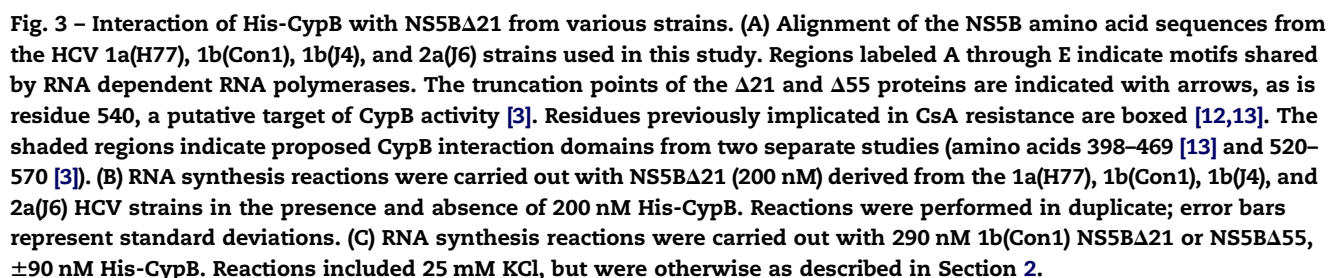 Fig. 3 – Interaction of His-CypB with NS5BΔ21 from various strains. (A) Alignment of the NS5B amino acid sequences from
the HCV 1a(H77), 1b(Con1), 1b(J4), and 2a(J6) strains used in this study. Regions labeled A through E indicate motifs shared
by RNA dependent RNA polymerases. The truncation points of the Δ21 and Δ55 proteins are indicated with arrows, as is
residue 540, a putative target of CypB activity [3]. Residues previously implicated in CsA resistance are boxed [12,13]. The
shaded regions indicate proposed CypB interaction domains from two separate studies (amino acids 398–469 [13] and 520–
570 [3]). (B) RNA synthesis reactions were carried out with NS5BΔ21 (200 nM) derived from the 1a(H77), 1b(Con1), 1b(J4), and
2a(J6) HCV strains in the presence and absence of 200 nM His-CypB. Reactions were performed in duplicate; error bars
represent standard deviations. (C) RNA synthesis reactions were carried out with 290 nM 1b(Con1) NS5BΔ21 or NS5BΔ55,
±90 nM His-CypB. Reactions included 25 mM KCl, but were otherwise as described in Section 2.